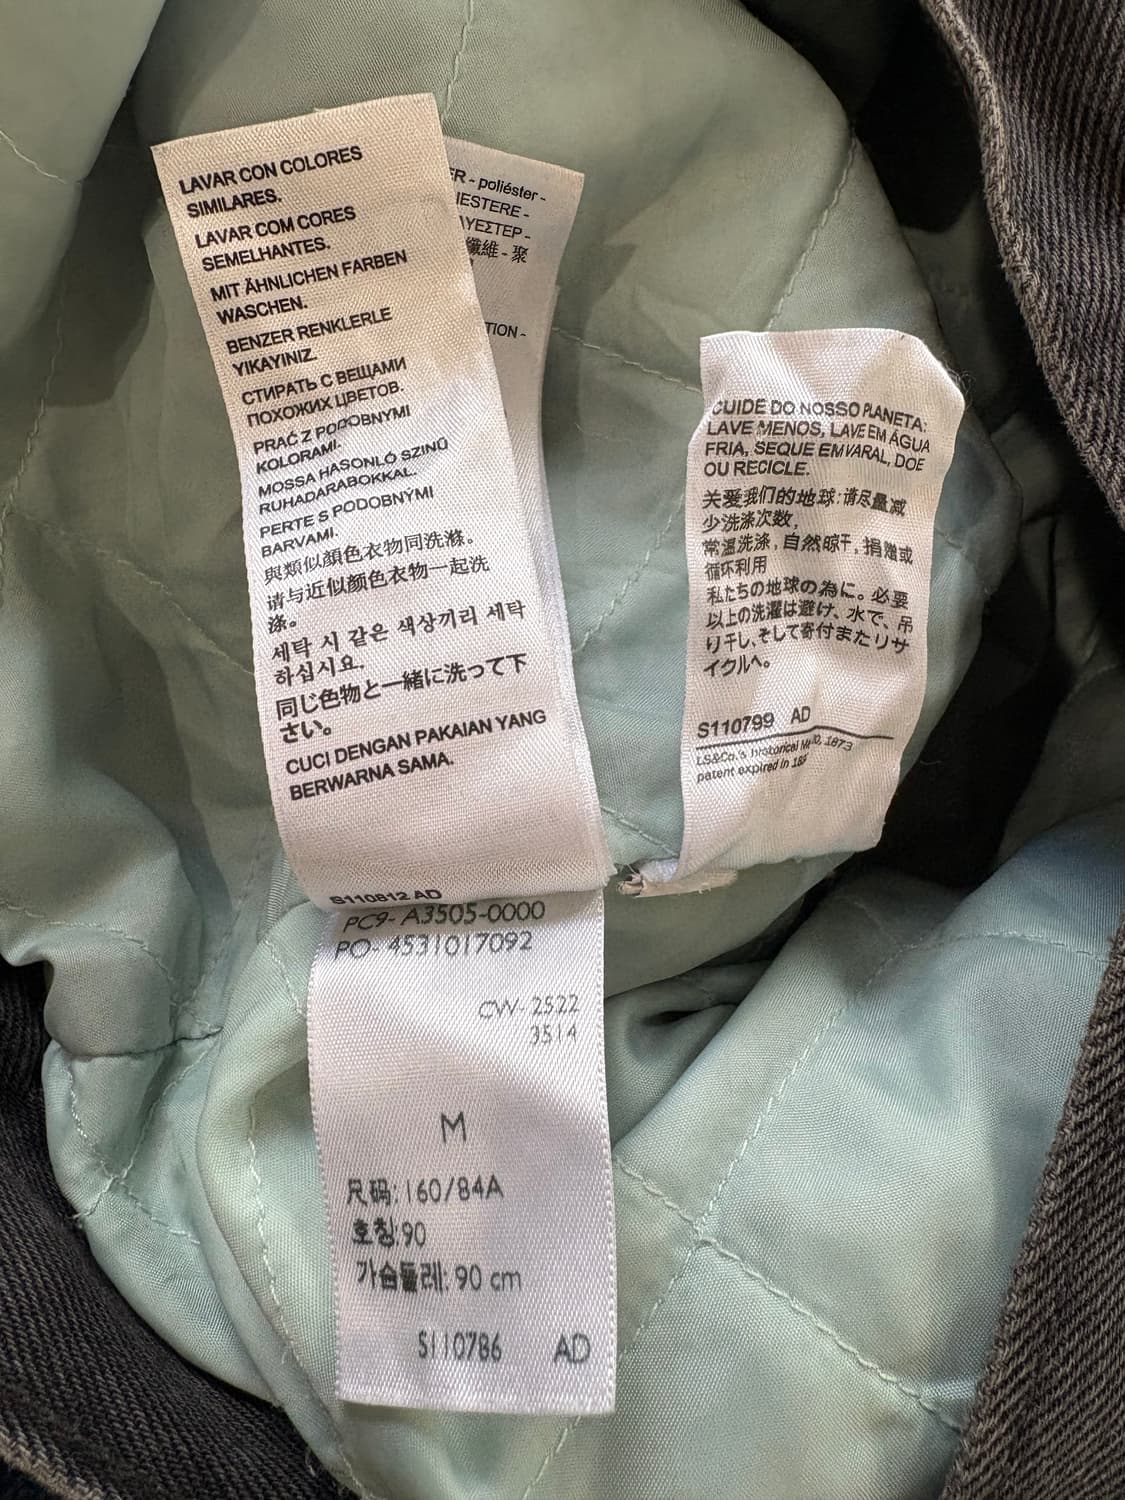 LAVAR CON COLORES
SIMILARES.
LAVAR COM CORES
SEMELHANTES.
MIT ÄHNLICHEN FARBEN
WASCHEN.
BENZER RENKLERLE
YIKAYINIZ.
СТИРАТЬ С ВЕЩАМИ
ПОХОЖИХ ЦВЕТОВ.
PRAĆ Z PODOBNYMI
KOLORAMI.
MOSSA HASONLÓ SZINŰ
RUHADARABOKKAL.
PERTE S PODOBNYMI
BARVAMI.
與類似顏色衣物同洗滌。
请与近似颜色衣物一起洗
涤。
세탁 시 같은 색상끼리 세탁
하십시요.
同じ色物と一緒に洗って下
さい。
CUCI DENGAN PAKAIAN YANG
BERWARNA SAMA.
S110812 AD
PC9- A3505-0000
PO- 4531017092
CW- 2522
3514
M
尺码: 160/84A
호칭:90
가슴둘레: 90 cm
S110786 AD
ER - poliéster -
IESTERE -
ΥΕΣΤΕΡ -
纖維 - 聚
TION -
CUIDE DO NOSSO PLANETA:
LAVE MENOS, LAVE EM ÁGUA
FRIA, SEQUE EM VARAL, DOE
OU RECICLE.
关爱我们的地球: 请尽量减
少洗涤次数,
常温洗涤, 自然晾干, 捐赠或
循环利用
私たちの地球の為に。必要
以上の洗濯は避け、水で、吊
り干し、そして寄付またリサ
イクルへ。
S110799 AD
LS&Co.'s historical 1873
patent expired in